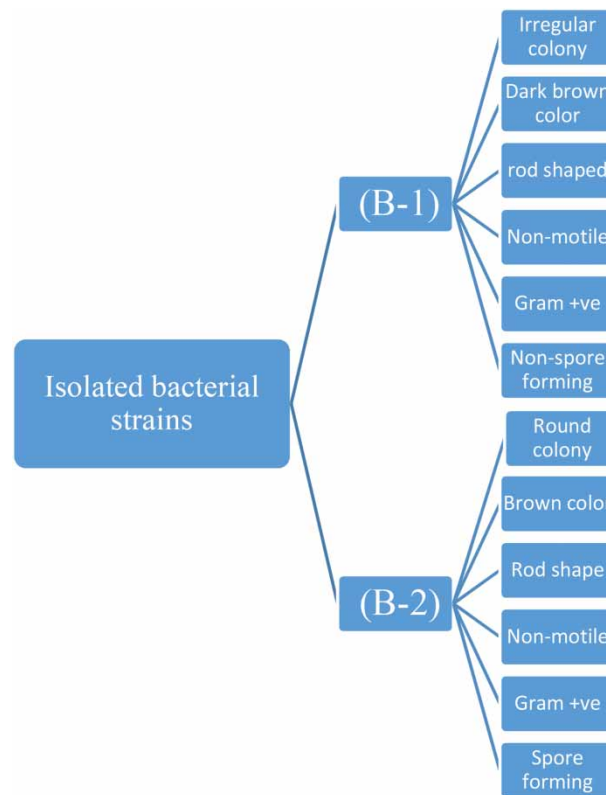 Isolated bacterial
strains
(B-1)
Irregular
colony
Dark brown
color
rod shaped
Non-motile
Gram +ve
Non-spore
forming
(B-2)
Round
colony
Brown color
Rod shape
Non-motile
Gram +ve
Spore
forming